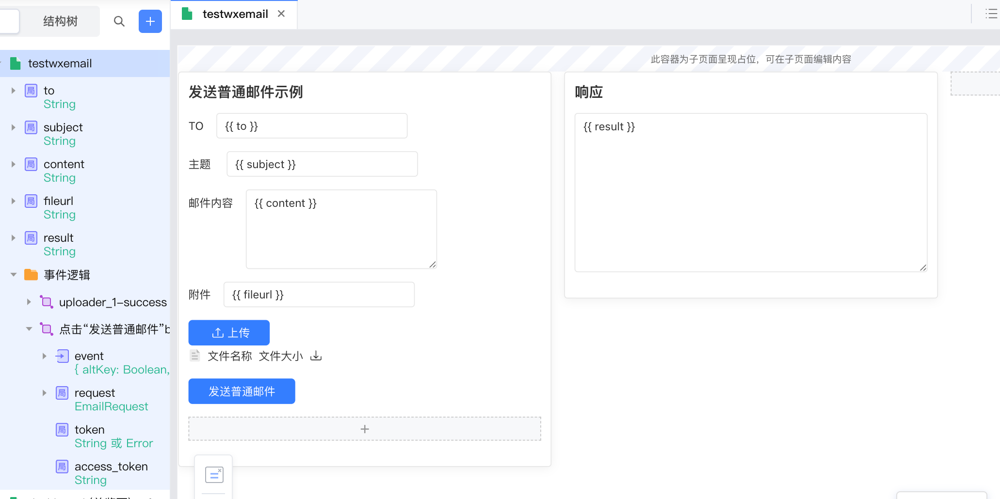 结构树
testwxemail
testwxemail
局 to
String
局 subject
String
局 content
String
局 fileurl
String
局 result
String
事件逻辑
uploader_1-success
点击“发送普通邮件”b
event
{ altKey: Boolean,
局 request
EmailRequest
局 token
String 或 Error
局 access_token
String
此容器为子页面呈现占位，可在子页面编辑内容
发送普通邮件示例
TO {{ to }}
主题 {{ subject }}
邮件内容 {{ content }}
附件 {{ fileurl }}
上传
文件名称 文件大小
发送普通邮件
+
响应
{{ result }}